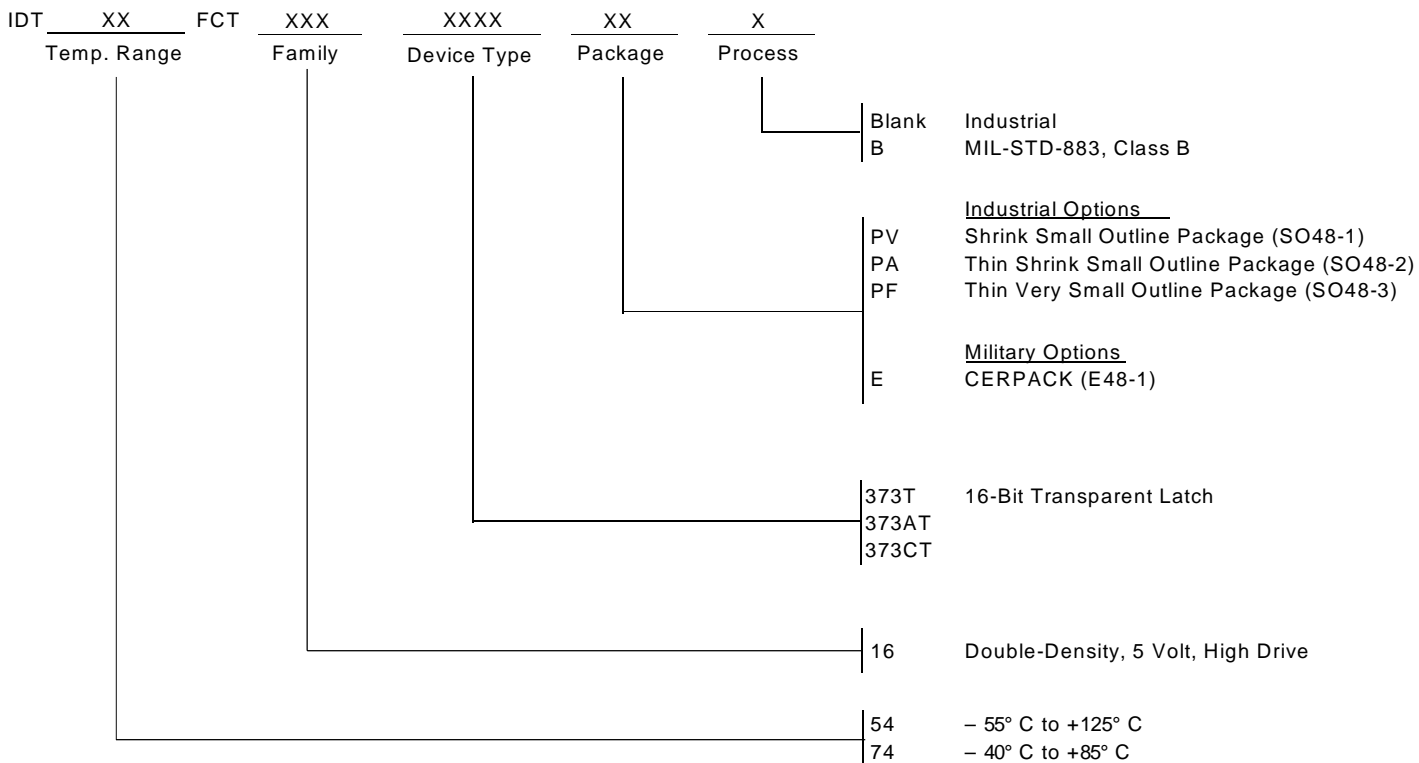 IDT XX FCT XXX XXXX XX X
Temp. Range Family Device Type Package Process
Blank Industrial
B MIL-STD-883, Class B
Industrial Options
PV Shrink Small Outline Package (SO48-1)
PA Thin Shrink Small Outline Package (SO48-2)
PF Thin Very Small Outline Package (SO48-3)
Military Options
E CERPACK (E48-1)
373T 16-Bit Transparent Latch
373AT
373CT
16 Double-Density, 5 Volt, High Drive
54 – 55° C to +125° C
74 – 40° C to +85° C